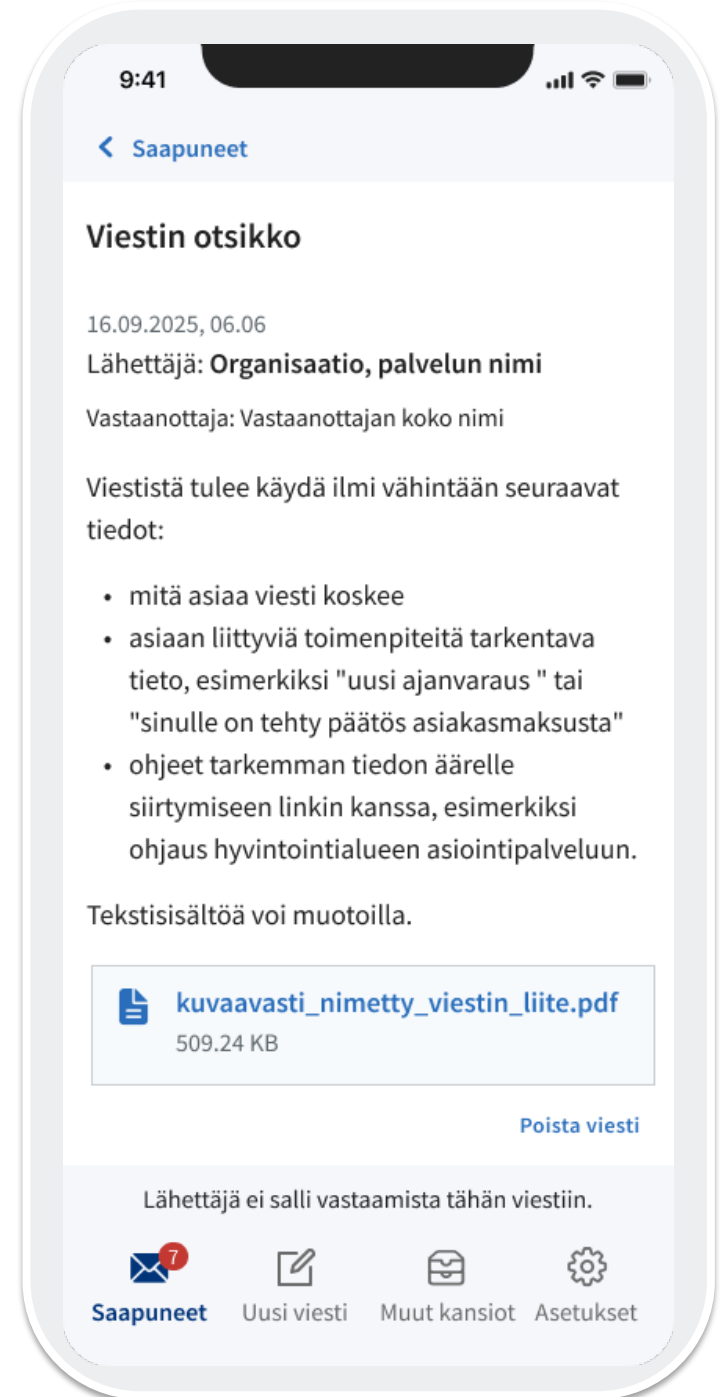 9:41
Saapuneet
Viestin otsikko
16.09.2025, 06.06
Lähettäjä: Organisaatio, palvelun nimi
Vastaanottaja: Vastaanottajan koko nimi
Viestistä tulee käydä ilmi vähintään seuraavat
tiedot:
• mitä asiaa viesti koskee
• asiaan liittyviä toimenpiteitä tarkentava
tieto, esimerkiksi "uusi ajanvaraus " tai
"sinulle on tehty päätös asiakasmaksusta"
• ohjeet tarkemman tiedon äärelle
siirtymiseen linkin kanssa, esimerkiksi
ohjaus hyvintointialueen asiointipalveluun.
Tekstisisältöä voi muotoilla.
kuvaavasti_nimetty_viestin_liite.pdf
509.24 KB
Poista viesti
Lähettäjä ei salli vastaamista tähän viestiin.
7
Saapuneet Uusi viesti Muut kansiot Asetukset